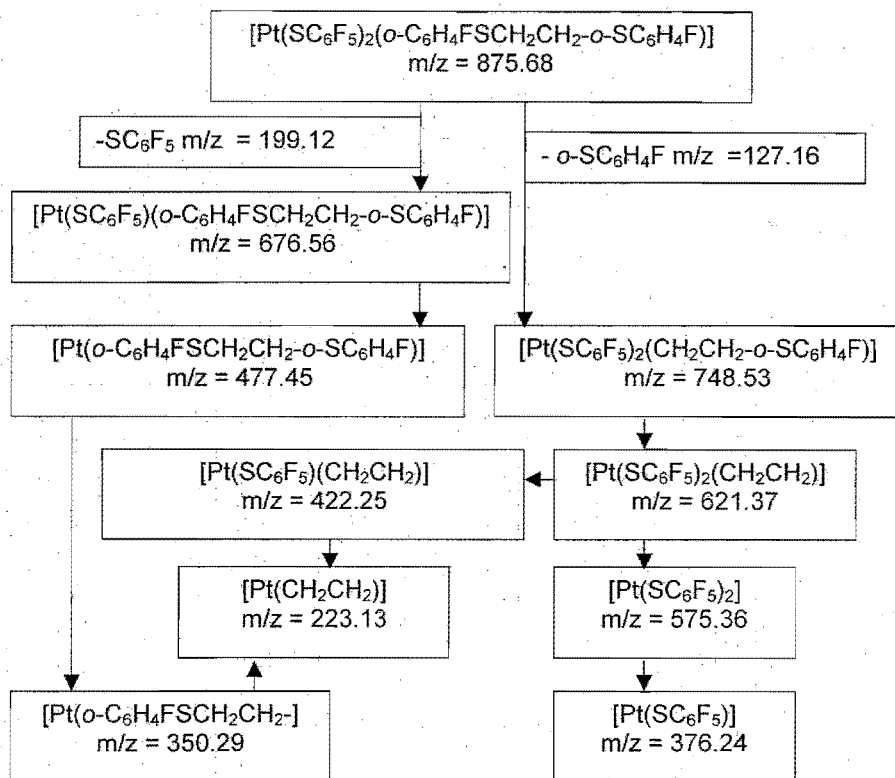 [Pt(SC₆F₅)₂(o-C₆H₄FSCH₂CH₂-o-SC₆H₄F)]
m/z = 875.68
-SC₆F₅ m/z = 199.12
- o-SC₆H₄F m/z =127.16
[Pt(SC₆F₅)(o-C₆H₄FSCH₂CH₂-o-SC₆H₄F)]
m/z = 676.56
[Pt(o-C₆H₄FSCH₂CH₂-o-SC₆H₄F)]
m/z = 477.45
[Pt(SC₆F₅)₂(CH₂CH₂-o-SC₆H₄F)]
m/z = 748.53
[Pt(SC₆F₅)(CH₂CH₂)]
m/z = 422.25
[Pt(SC₆F₅)₂(CH₂CH₂)]
m/z = 621.37
[Pt(CH₂CH₂)]
m/z = 223.13
[Pt(SC₆F₅)₂]
m/z = 575.36
[Pt(o-C₆H₄FSCH₂CH₂-]
m/z = 350.29
[Pt(SC₆F₅)]
m/z = 376.24